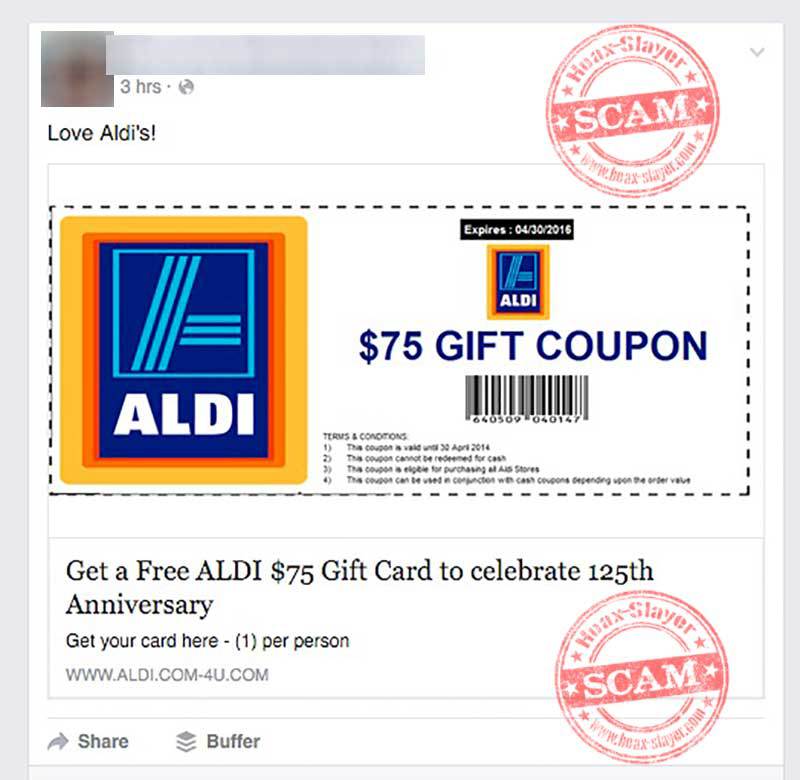 3 hrs ·
Love Aldi's!
Hoax-Slayer
SCAM
www.hoax-slayer.com
Expires : 04/30/2016
ALDI
ALDI
$75 GIFT COUPON
640509 040147
TERMS & CONDITIONS:
1) This coupon is valid until 30 April 2014
2) This coupon cannot be redeemed for cash
3) This coupon is eligible for purchasing all Aldi Stores
4) This coupon can be used in conjunction with cash coupons depending upon the order value
Get a Free ALDI $75 Gift Card to celebrate 125th
Anniversary
Get your card here - (1) per person
WWW.ALDI.COM-4U.COM
Hoax-Slayer
SCAM
www.hoax-slayer.com
Share
Buffer